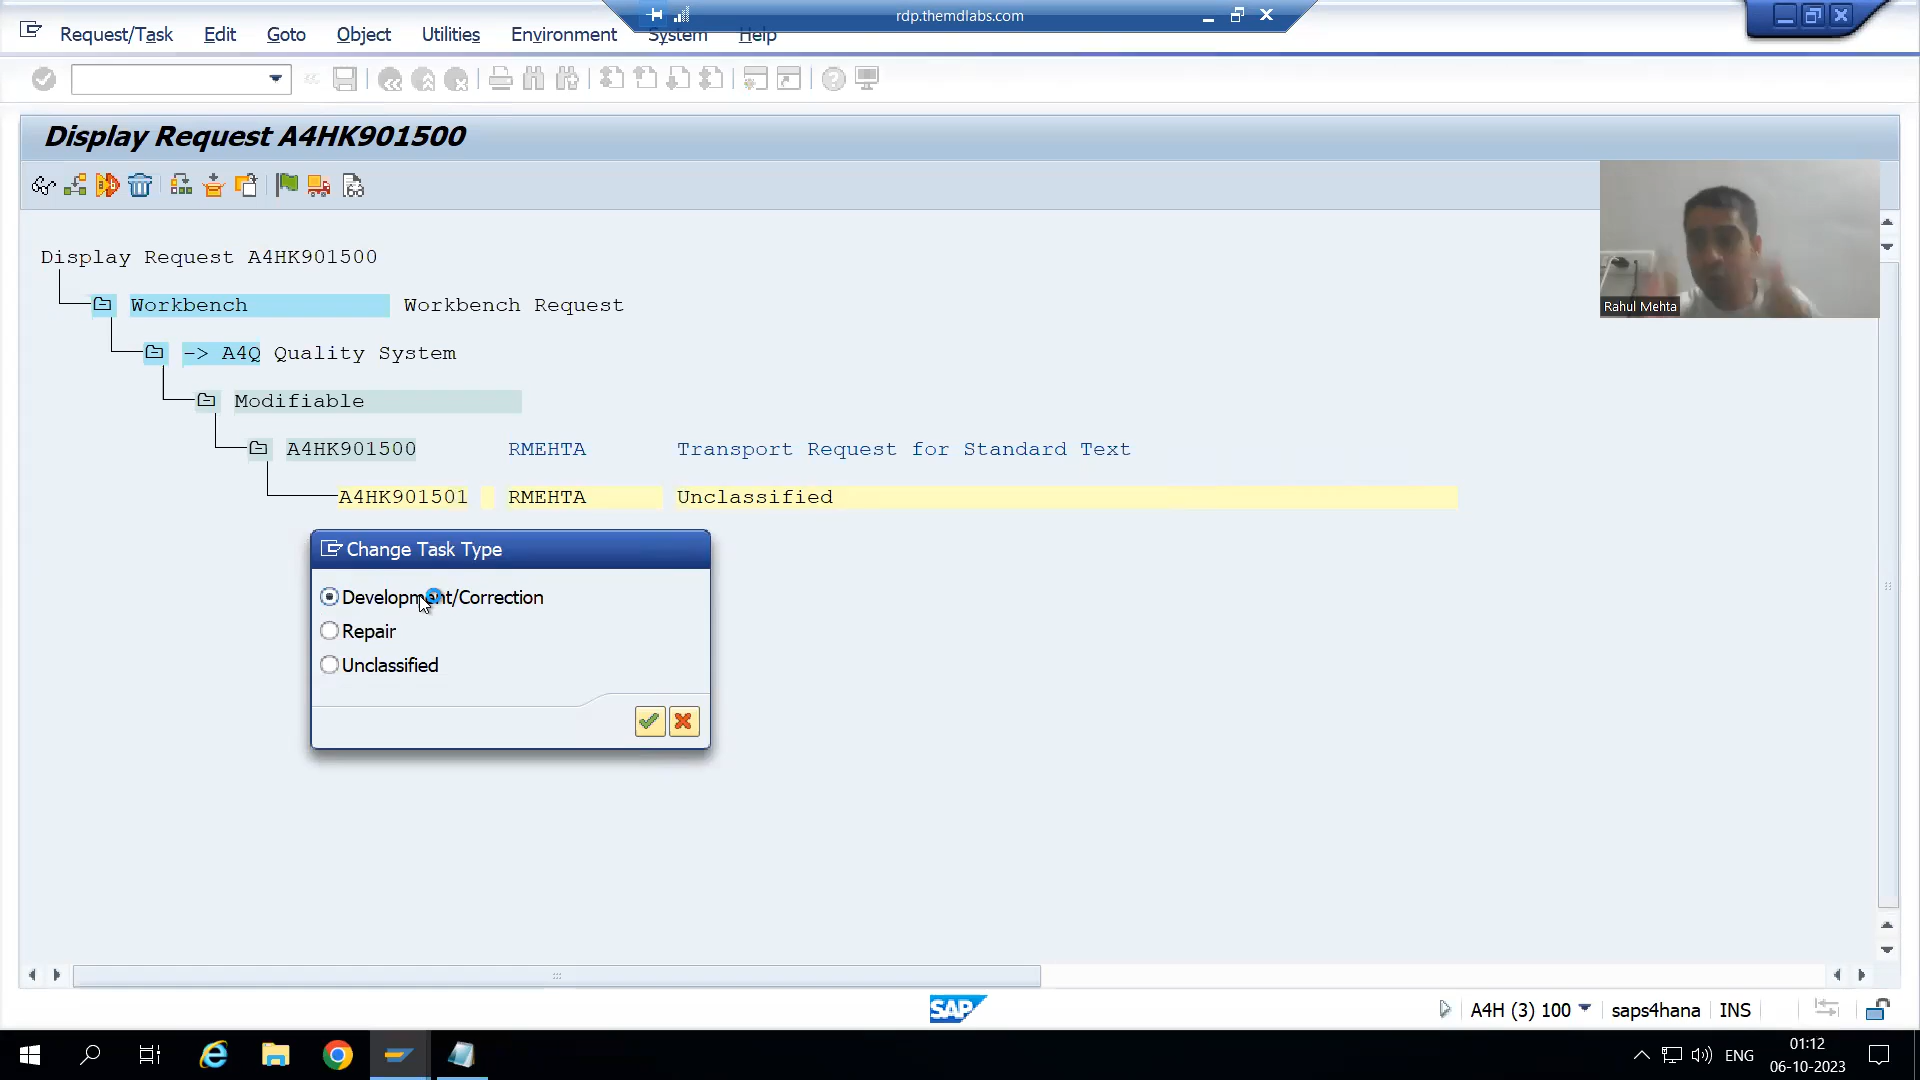 rdp.themdlabs.com
Request/Task Edit Goto Object Utilities Environment System Help
Display Request A4HK901500
Display Request A4HK901500
Workbench Workbench Request
-> A4Q Quality System
Modifiable
A4HK901500 RMEHTA Transport Request for Standard Text
A4HK901501 RMEHTA Unclassified
Change Task Type
Development/Correction
Repair
Unclassified
Rahul Mehta
SAP
A4H (3) 100 saps4hana INS
ENG
01:12
06-10-2023